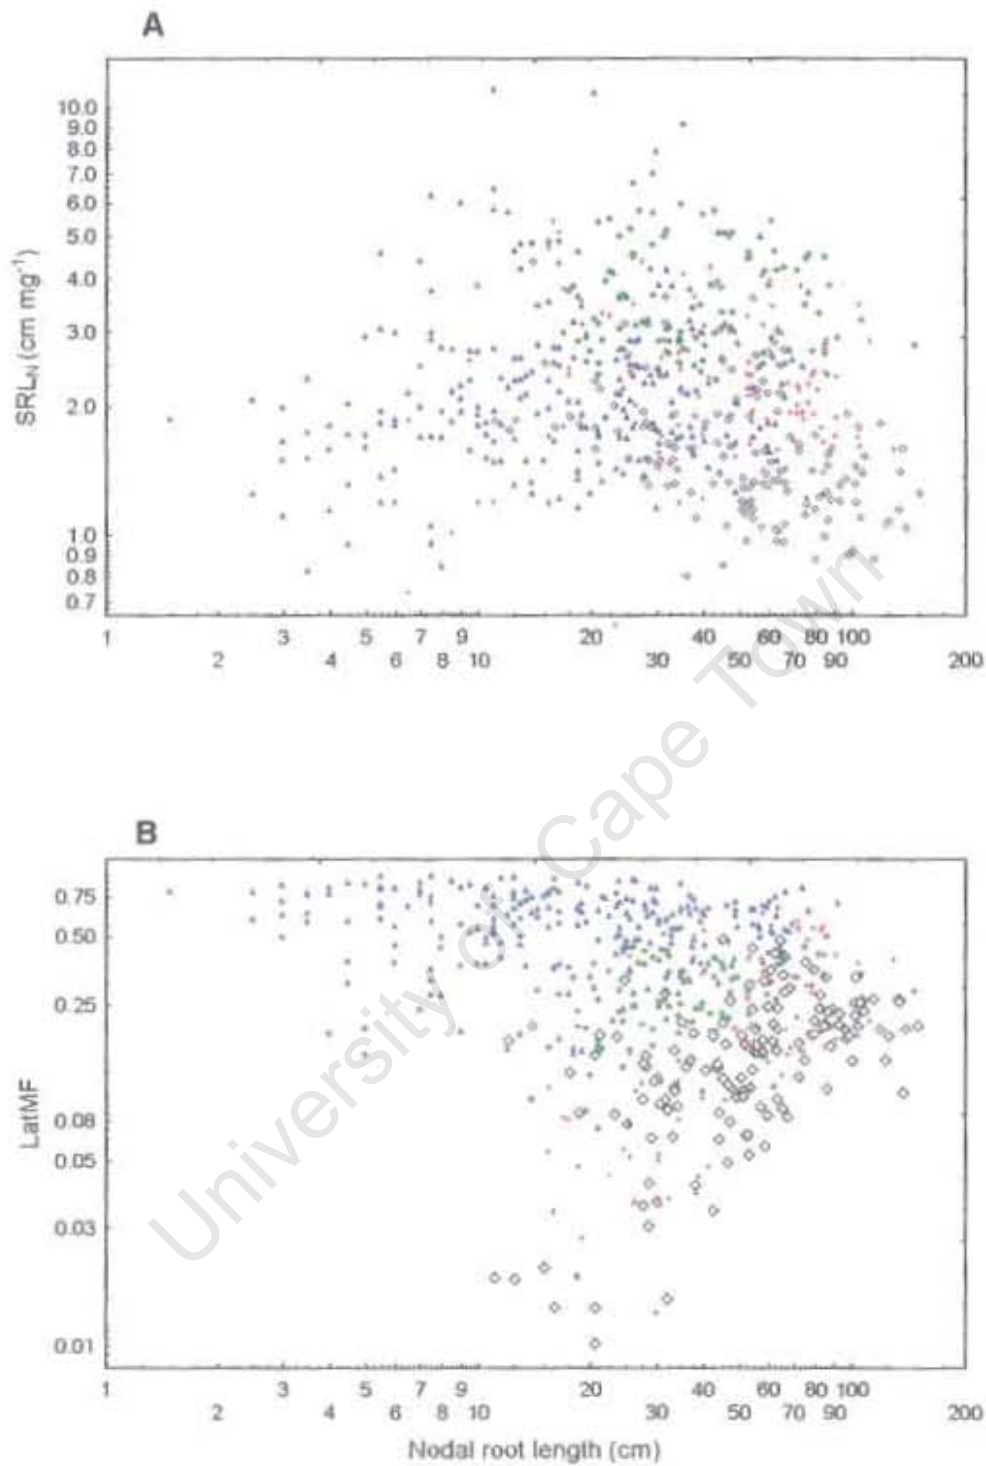 A
SRL_N (cm mg⁻¹)
10.0
9.0
8.0
7.0
6.0
5.0
4.0
3.0
2.0
1.0
0.9
0.8
0.7
1 3 5 7 9 20 40 60 80 100
2 4 6 8 10 30 50 70 90 200
University of Cape Town
B
LatMF
0.75
0.50
0.25
0.08
0.05
0.03
0.01
1 3 5 7 9 20 40 60 80 100
2 4 6 8 10 30 50 70 90 200
Nodal root length (cm)